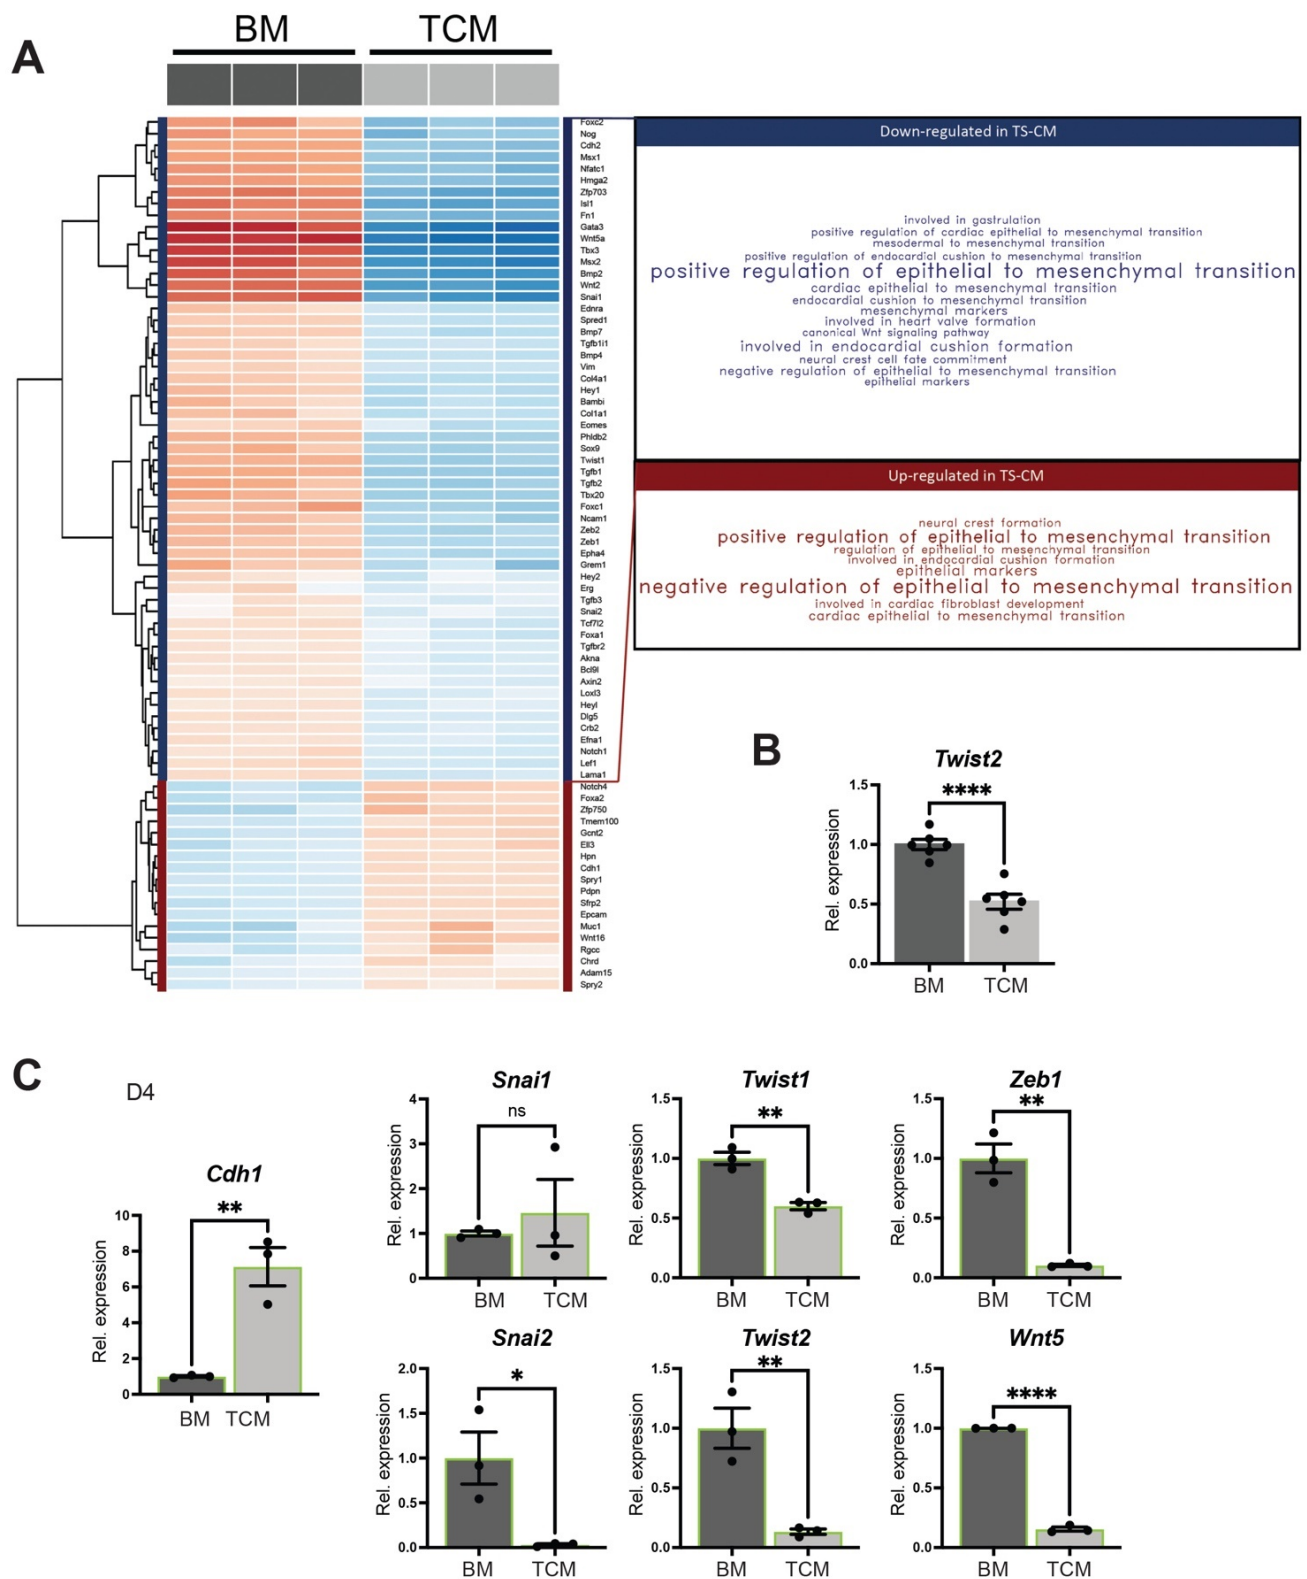 A
BM
TCM
Foxc2
Nog
Cdh2
Msx1
Nfatc1
Hmga2
Zfp703
Isl1
Fn1
Gata3
Wnt5a
Tbx3
Msx2
Bmp2
Wnt2
Snai1
Ednra
Spred1
Bmp7
Tgfb1i1
Bmp4
Vim
Col4a1
Hey1
Bambi
Col1a1
Eomes
Phldb2
Sox9
Twist1
Tgfb1
Tgfb2
Tbx20
Foxc1
Ncam1
Zeb2
Zeb1
Epha4
Grem1
Hey2
Erg
Tgfb3
Snai2
Tcf7l2
Foxa1
Tgfbr2
Akna
Bcl9l
Axin2
Loxl3
Heyl
Dlg5
Crb2
Efna1
Notch1
Lef1
Lama1
Notch4
Foxa2
Zfp750
Tmem100
Gcnt2
Ell3
Hpn
Cdh1
Spry1
Pdpn
Sfrp2
Epcam
Muc1
Wnt16
Rgcc
Chrd
Adam15
Spry2
Down-regulated in TS-CM
involved in gastrulation
positive regulation of cardiac epithelial to mesenchymal transition
mesodermal to mesenchymal transition
positive regulation of endocardial cushion to mesenchymal transition
positive regulation of epithelial to mesenchymal transition
cardiac epithelial to mesenchymal transition
endocardial cushion to mesenchymal transition
mesenchymal markers
involved in heart valve formation
canonical Wnt signaling pathway
involved in endocardial cushion formation
neural crest cell fate commitment
negative regulation of epithelial to mesenchymal transition
epithelial markers
Up-regulated in TS-CM
neural crest formation
positive regulation of epithelial to mesenchymal transition
regulation of epithelial to mesenchymal transition
involved in endocardial cushion formation
epithelial markers
negative regulation of epithelial to mesenchymal transition
involved in cardiac fibroblast development
cardiac epithelial to mesenchymal transition
B
Twist2
Rel. expression
1.5
1.0
0.5
0.0
****
BM
TCM
C
D4
Cdh1
Rel. expression
10
8
6
4
2
0
**
BM
TCM
Snai1
Rel. expression
4
3
2
1
0
ns
BM
TCM
Twist1
Rel. expression
1.5
1.0
0.5
0.0
**
BM
TCM
Zeb1
Rel. expression
1.5
1.0
0.5
0.0
**
BM
TCM
Snai2
Rel. expression
2.0
1.5
1.0
0.5
0.0
*
BM
TCM
Twist2
Rel. expression
1.5
1.0
0.5
0.0
**
BM
TCM
Wnt5
Rel. expression
1.5
1.0
0.5
0.0
****
BM
TCM